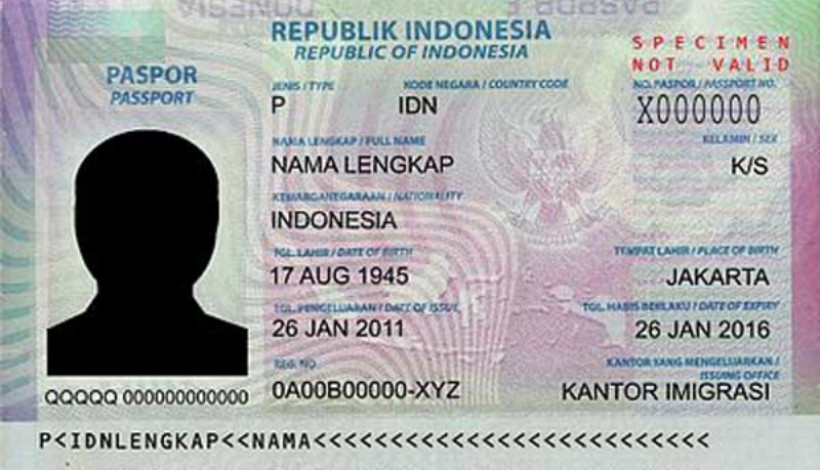 REPUBLIK INDONESIA
REPUBLIC OF INDONESIA
SPECIMEN
NOT VALID
PASPOR
PASSPORT
JENIS / TYPE KODE NEGARA / COUNTRY CODE NO. PASPOR / PASSPORT NO.
P IDN X000000
NAMA LENGKAP / FULL NAME KELAMIN / SEX
NAMA LENGKAP K/S
KEWARGANEGARAAN / NATIONALITY
INDONESIA
TGL. LAHIR / DATE OF BIRTH TEMPAT LAHIR / PLACE OF BIRTH
17 AUG 1945 JAKARTA
TGL. PENGELUARAN / DATE OF ISSUE TGL. HABIS BERLAKU / DATE OF EXPIRY
26 JAN 2011 26 JAN 2016
REG. NO KANTOR YANG MENGELUARKAN /
ISSUING OFFICE
QQQQQ 000000000000 0A00B00000-XYZ KANTOR IMIGRASI
P<IDNLENGKAP<<NAMA<<<<<<<<<<<<<<<<<<<<<<<<<<